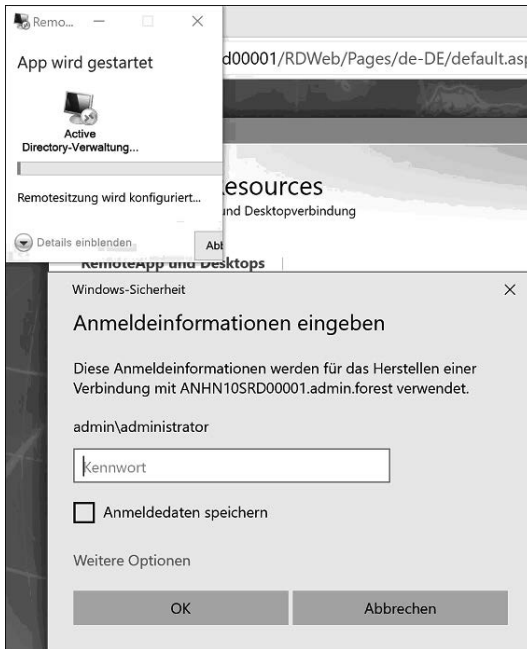 Remo...
App wird gestartet
Active
Directory-Verwaltung...
Remotesitzung wird konfiguriert...
Details einblenden
d00001/RDWeb/Pages/de-DE/default.asp
esources
und Desktopverbindung
RemoteApp und Desktops
Windows-Sicherheit
Anmeldeinformationen eingeben
Diese Anmeldeinformationen werden für das Herstellen einer
Verbindung mit ANHN10SRD00001.admin.forest verwendet.
admin\administrator
Kennwort
Anmeldedaten speichern
Weitere Optionen
OK
Abbrechen